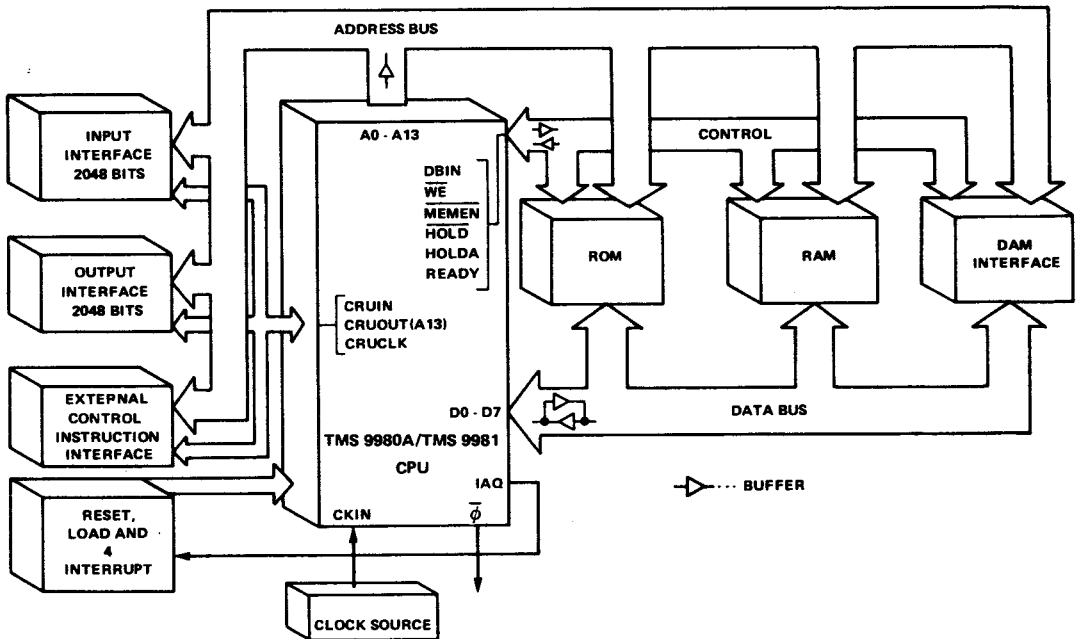 ADDRESS BUS
INPUT
INTERFACE
2048 BITS
A0 - A13
CONTROL
DBIN
WE
MEMEN
HOLD
HOLDA
READY
ROM
RAM
DAM
INTERFACE
OUTPUT
INTERFACE
2048 BITS
CRUIN
CRUOUT(A13)
CRUCLK
EXTEPNAL
CONTROL
INSTRUCTION
INTERFACE
D0 - D7
DATA BUS
TMS 9980A/TMS 9981
CPU
IAQ
BUFFER
RESET,
LOAD AND
4
INTERRUPT
CKIN
φ
CLOCK SOURCE